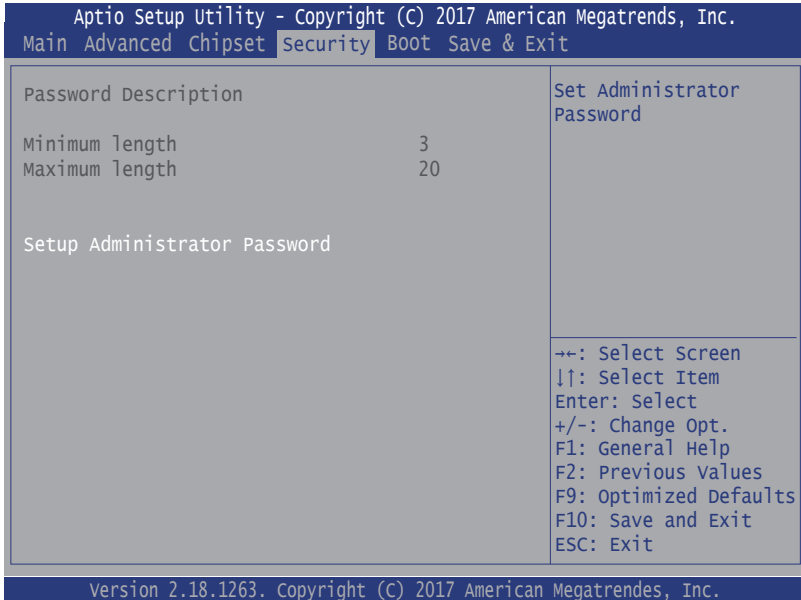 Aptio Setup Utility - Copyright (C) 2017 American Megatrends, Inc.
Main Advanced Chipset Security Boot Save & Exit
Password Description
Minimum length 3
Maximum length 20
Setup Administrator Password
Set Administrator
Password
→←: Select Screen
↓↑: Select Item
Enter: Select
+/-: Change Opt.
F1: General Help
F2: Previous Values
F9: Optimized Defaults
F10: Save and Exit
ESC: Exit
Version 2.18.1263. Copyright (C) 2017 American Megatrendes, Inc.